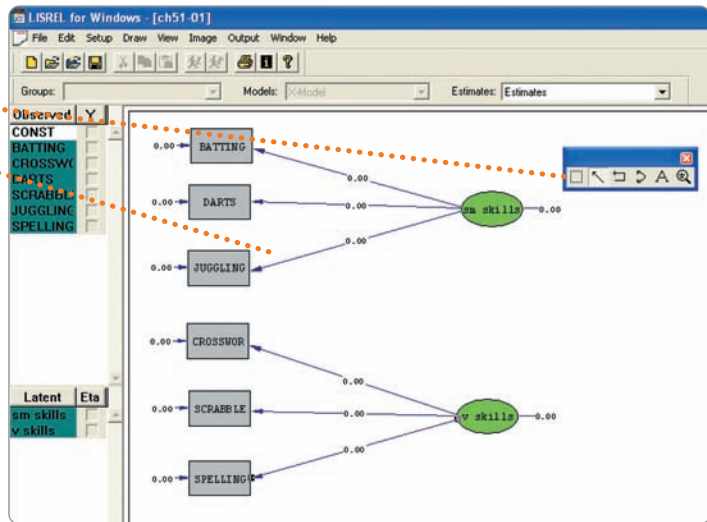 LISREL for Windows - [ch51-01]
File Edit Setup Draw View Image Output Window Help
Groups: Models: X-Model Estimates: Estimates
Observed Y
CONST
BATTING
CROSSWO
DARTS
SCRABBLE
JUGGLING
SPELLING
0.00 BATTING
0.00
0.00 DARTS
0.00
sm skills 0.00
0.00
0.00 JUGGLING
A
0.00 CROSSWOR
0.00
0.00 SCRABBLE
0.00
v skills 0.00
0.00
0.00 SPELLING
Latent Eta
sm skills
v skills